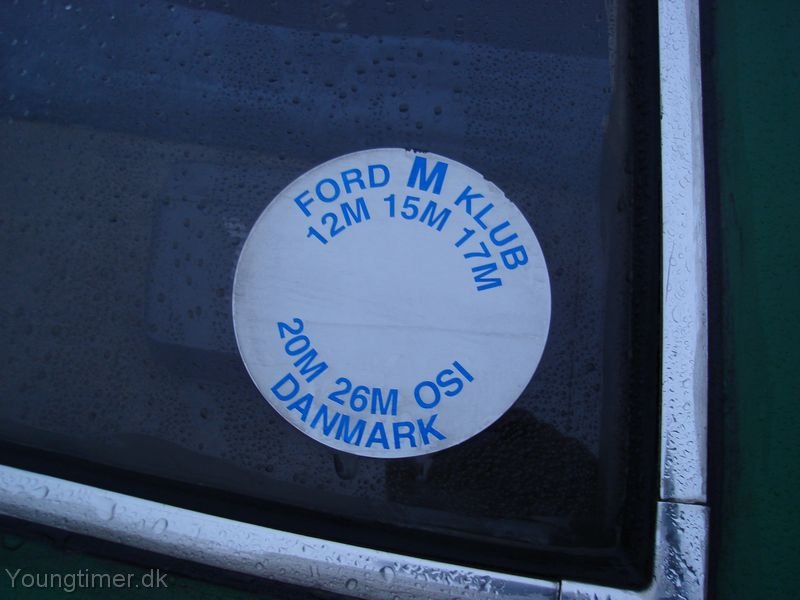 FORD M KLUB
12M 15M 17M
20M 26M OSI
DANMARK
Youngtimer.dk